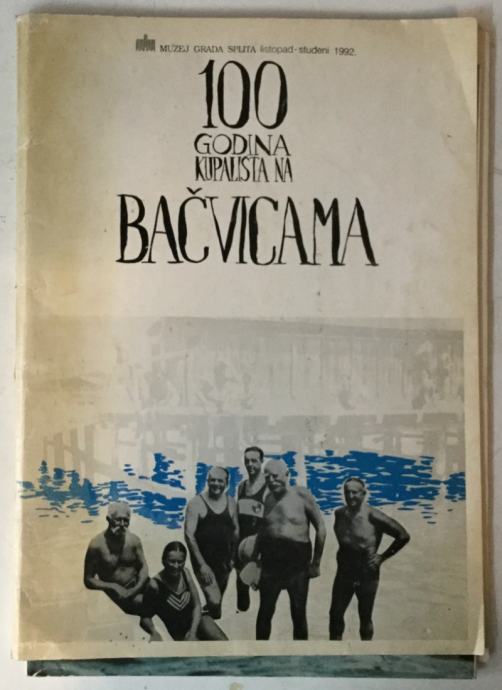 MUZEJ GRADA SPLITA listopad-studeni 1992.
100
GODINA
KUPALIŠTA NA
BAČVICAMA